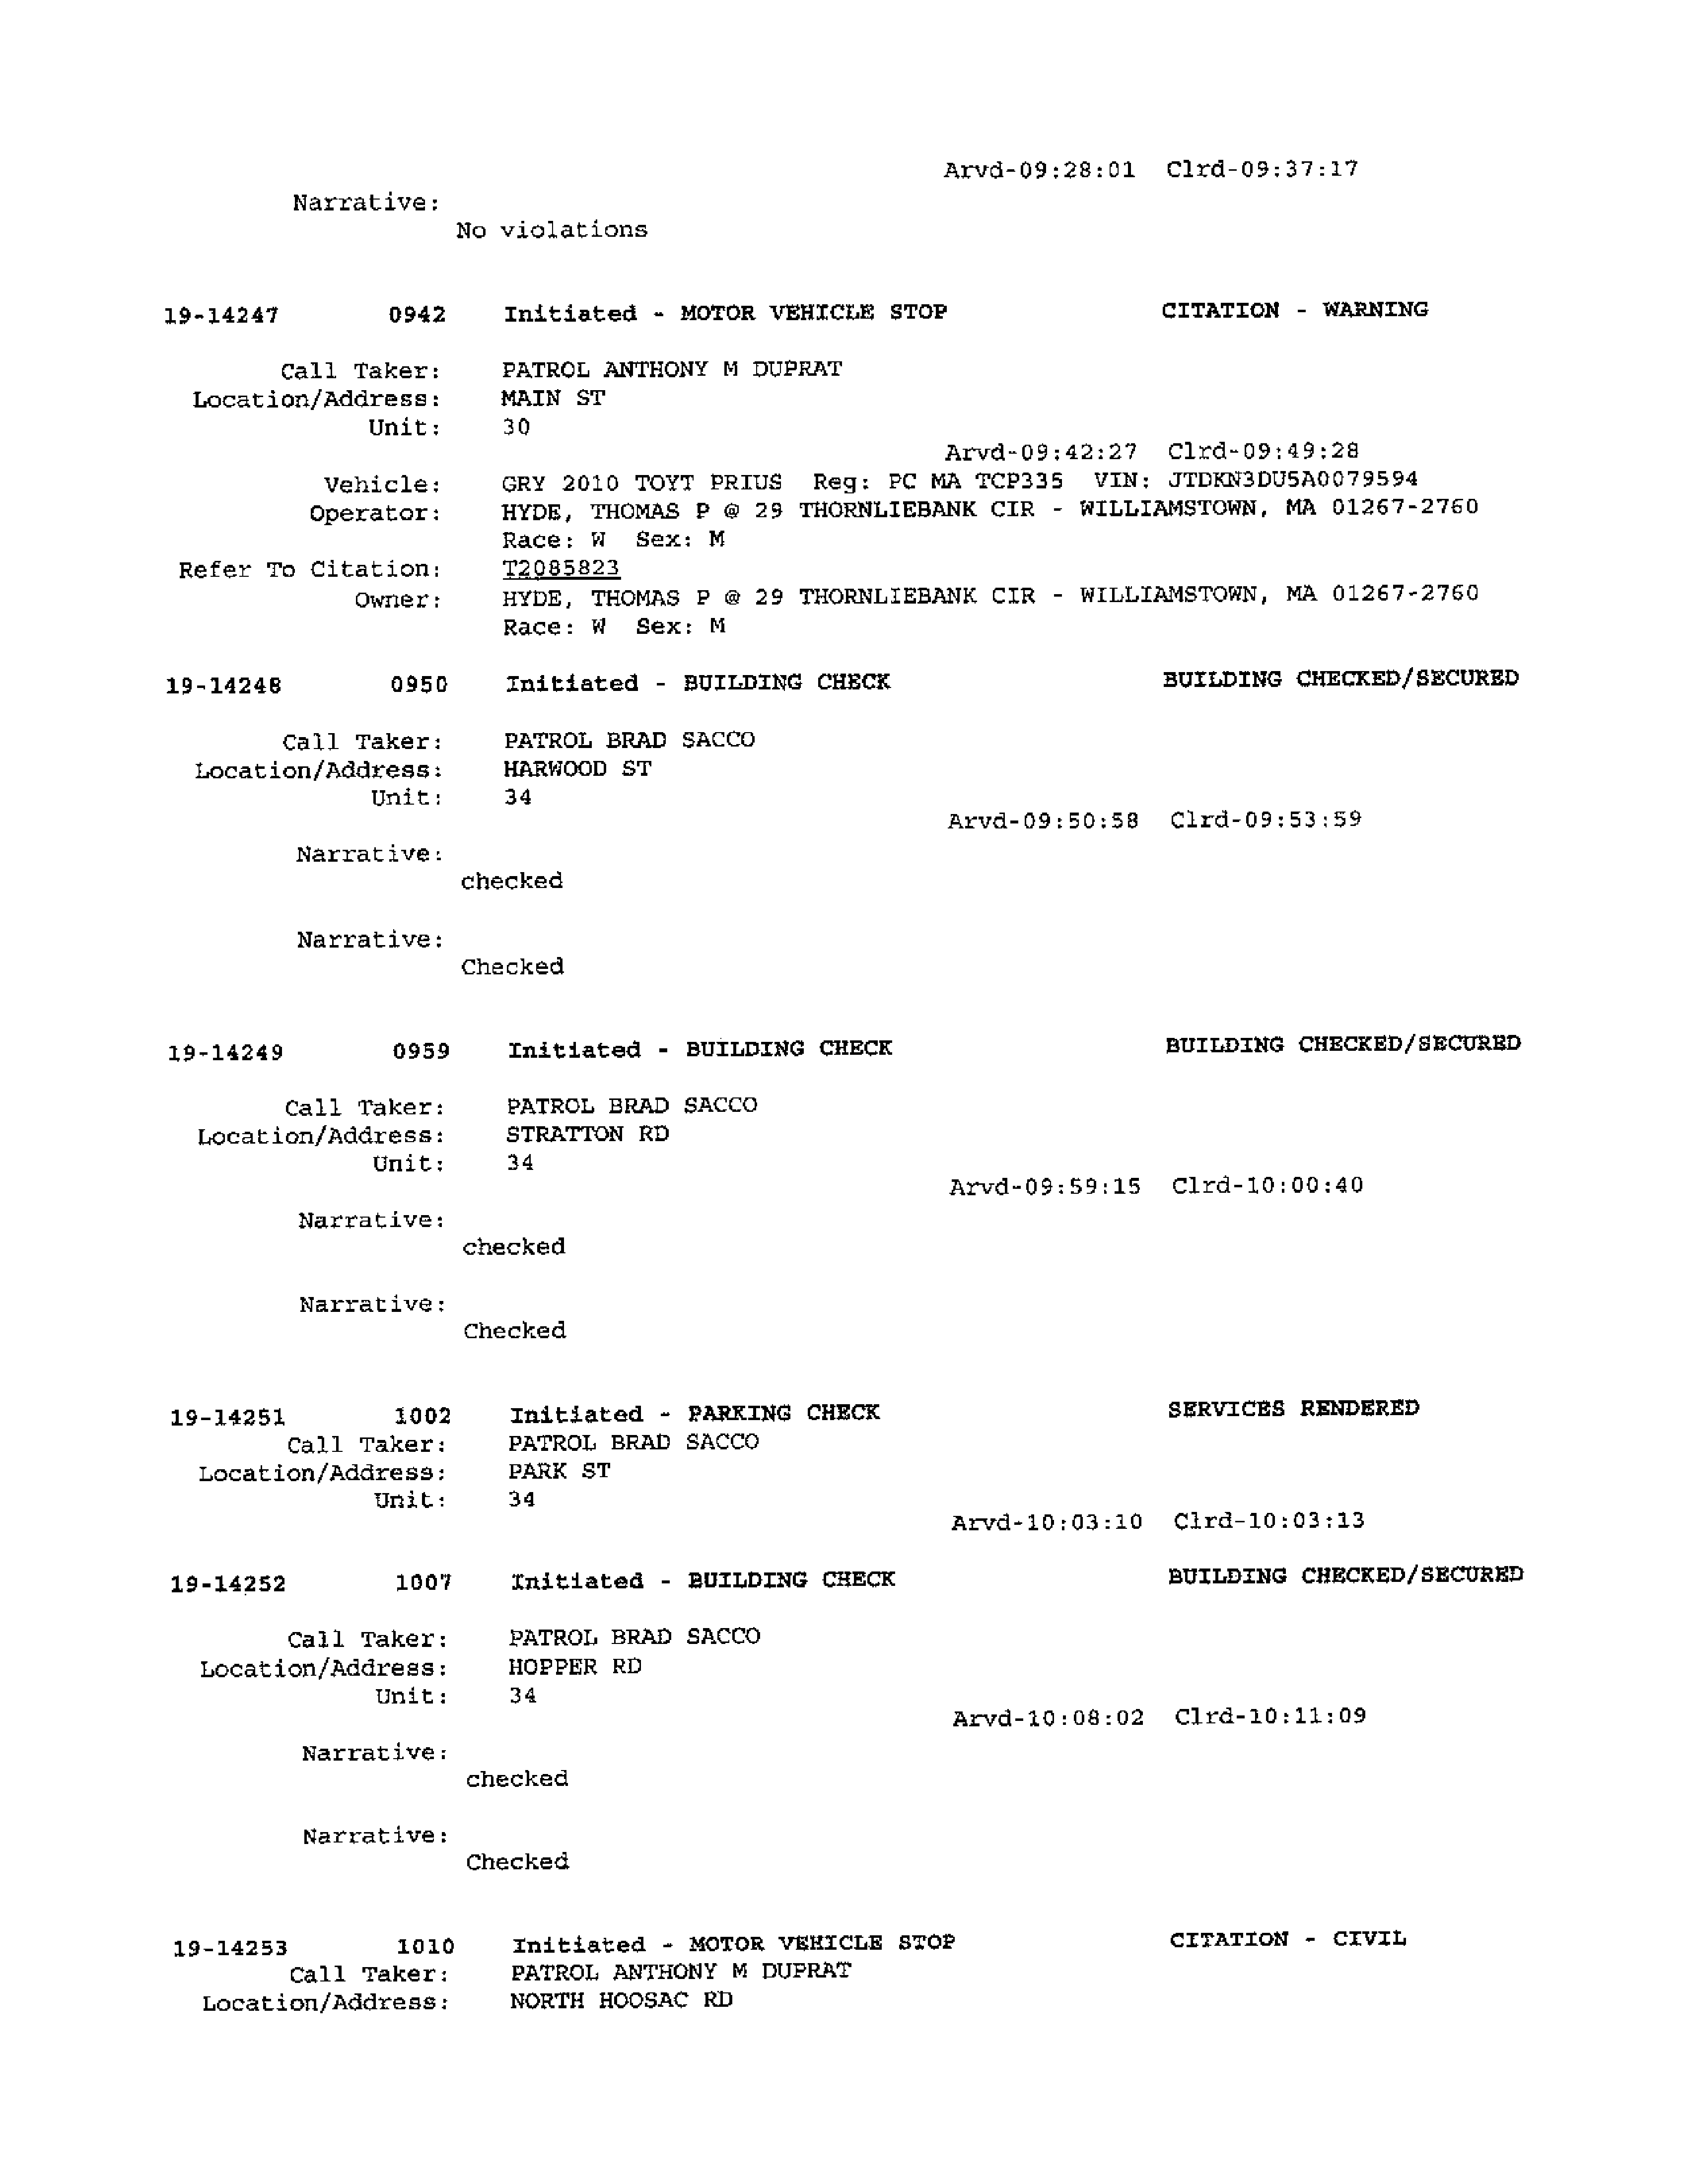 Arvd-09:28:01 Clrd-09:37:17
Narrative:
No violations
19-14247 0942 Initiated - MOTOR VEHICLE STOP CITATION - WARNING
Call Taker: PATROL ANTHONY M DUPRAT
Location/Address: MAIN ST
Unit: 30
Arvd-09:42:27 Clrd-09:49:28
Vehicle: GRY 2010 TOYT PRIUS Reg: PC MA TCP335 VIN: JTDKN3DU5A0079594
Operator: HYDE, THOMAS P @ 29 THORNLIEBANK CIR - WILLIAMSTOWN, MA 01267-2760
Race: W Sex: M
Refer To Citation: T2085823
Owner: HYDE, THOMAS P @ 29 THORNLIEBANK CIR - WILLIAMSTOWN, MA 01267-2760
Race: W Sex: M
19-14248 0950 Initiated - BUILDING CHECK BUILDING CHECKED/SECURED
Call Taker: PATROL BRAD SACCO
Location/Address: HARWOOD ST
Unit: 34
Arvd-09:50:58 Clrd-09:53:59
Narrative:
checked
Narrative:
Checked
19-14249 0959 Initiated - BUILDING CHECK BUILDING CHECKED/SECURED
Call Taker: PATROL BRAD SACCO
Location/Address: STRATTON RD
Unit: 34
Arvd-09:59:15 Clrd-10:00:40
Narrative:
checked
Narrative:
Checked
19-14251 1002 Initiated - PARKING CHECK SERVICES RENDERED
Call Taker: PATROL BRAD SACCO
Location/Address: PARK ST
Unit: 34
Arvd-10:03:10 Clrd-10:03:13
19-14252 1007 Initiated - BUILDING CHECK BUILDING CHECKED/SECURED
Call Taker: PATROL BRAD SACCO
Location/Address: HOPPER RD
Unit: 34
Arvd-10:08:02 Clrd-10:11:09
Narrative:
checked
Narrative:
Checked
19-14253 1010 Initiated - MOTOR VEHICLE STOP CITATION - CIVIL
Call Taker: PATROL ANTHONY M DUPRAT
Location/Address: NORTH HOOSAC RD